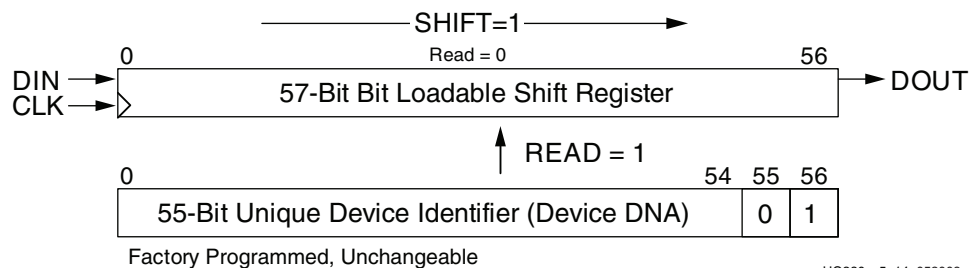 SHIFT=1
0 Read = 0 56
DIN
57-Bit Bit Loadable Shift Register
DOUT
CLK
READ = 1
0 54 55 56
55-Bit Unique Device Identifier (Device DNA) 0 1
Factory Programmed, Unchangeable